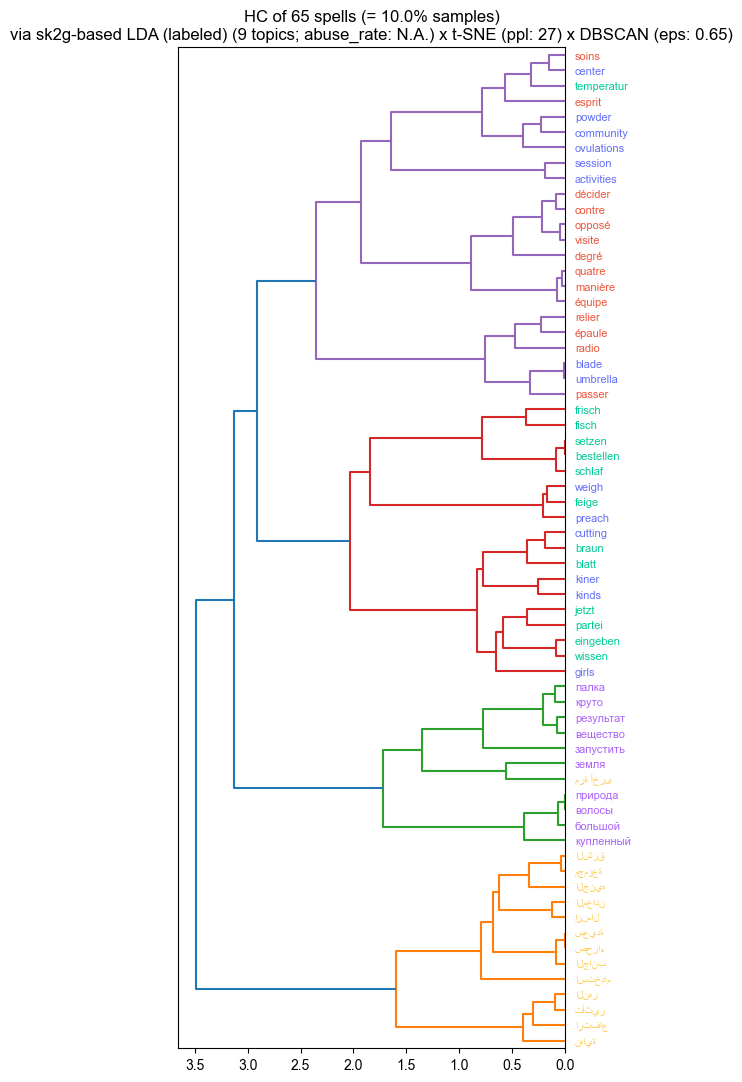 HC of 65 spells (= 10.0% samples)
via sk2g-based LDA (labeled) (9 topics; abuse_rate: N.A.) x t-SNE (ppl: 27) x DBSCAN (eps: 0.65)
soins
center
temperatur
esprit
powder
community
ovulations
session
activities
décider
contre
opposé
visite
degré
quatre
manière
équipe
relier
épaule
radio
blade
umbrella
passer
frisch
fisch
setzen
bestellen
schlaf
weigh
feige
preach
cutting
braun
blatt
kiner
kinds
jetzt
partei
eingeben
wissen
girls
палка
круто
результат
вещество
запустить
земля
مرة أخرى
природа
волосы
большой
купленный
الشرق
مجموعة
الجنيه
المعادن
إرسال
سعيدة
صحراء
الجانب
استخدام
كثير
ارتفاع
نهاية
3.5 3.0 2.5 2.0 1.5 1.0 0.5 0.0